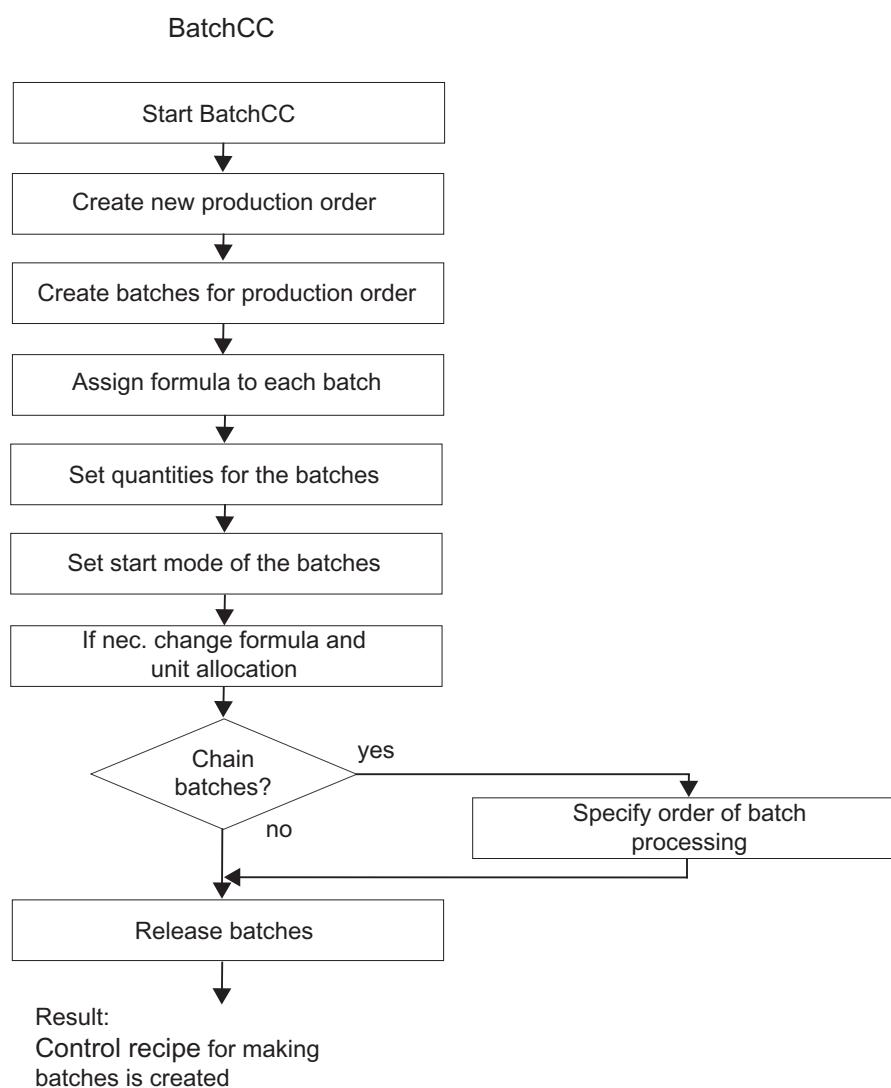 BatchCC
Start BatchCC
Create new production order
Create batches for production order
Assign formula to each batch
Set quantities for the batches
Set start mode of the batches
If nec. change formula and
unit allocation
Chain
batches?
yes
no
Specify order of batch
processing
Release batches
Result:
Control recipe for making
batches is created